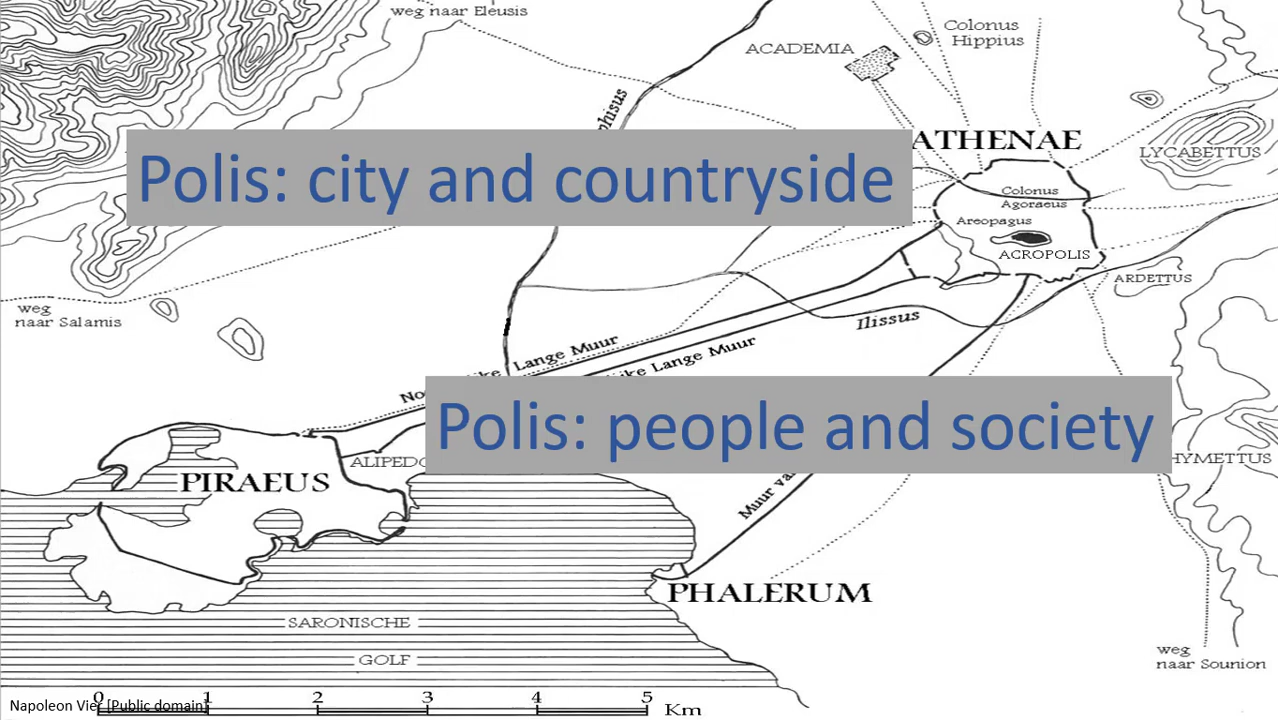 weg naar Eleusis
Colonus
Hippius
ACADEMIA
phisus
ATHENAE
Polis: city and countryside
LYCABETTUS
Colonus
Agoraeus
Areopagus
ACROPOLIS
ARDETTUS
weg
naar Salamis
Ilissus
Lange Muur
Lange Muur
Polis: people and society
HYMETTUS
PIRAEUS
Muur
PHALERUM
SARONISCHE
GOLF
weg
naar Sounion
0 1 2 3 4 5 Km
Napoleon Vier [Public domain]